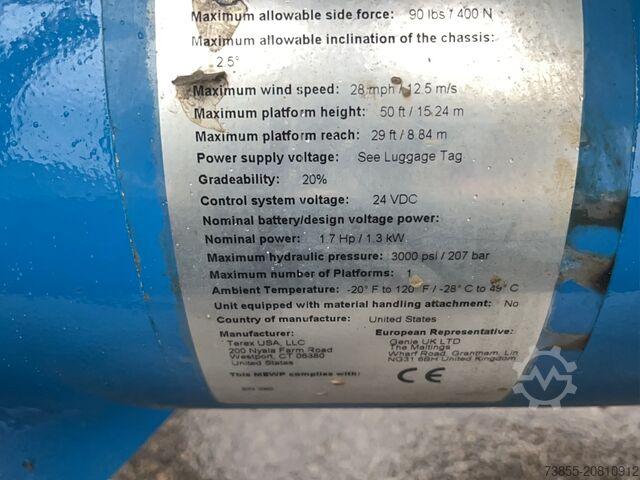 Maximum allowable side force: 90 lbs / 400 N
Maximum allowable inclination of the chassis:
2.5°
Maximum wind speed: 28 mph / 12.5 m/s
Maximum platform height: 50 ft / 15.24 m
Maximum platform reach: 29 ft / 8.84 m
Power supply voltage: See Luggage Tag
Gradeability: 20%
Control system voltage: 24 VDC
Nominal battery/design voltage power:
Nominal power: 1.7 Hp / 1.3 kW
Maximum hydraulic pressure: 3000 psi / 207 bar
Maximum number of Platforms: 1
Ambient Temperature: -20° F to 120° F / -28° C to 49° C
Unit equipped with material handling attachment: No
Country of manufacture: United States
Manufacturer: European Representative:
Terex USA, LLC Genie UK LTD
200 Nyala Farm Road The Maltings
Westport, CT 06880 Wharf Road, Grantham, Lin
United States NG31 6BH United Kingdom
This MEWP complies with: CE
73855-20810912